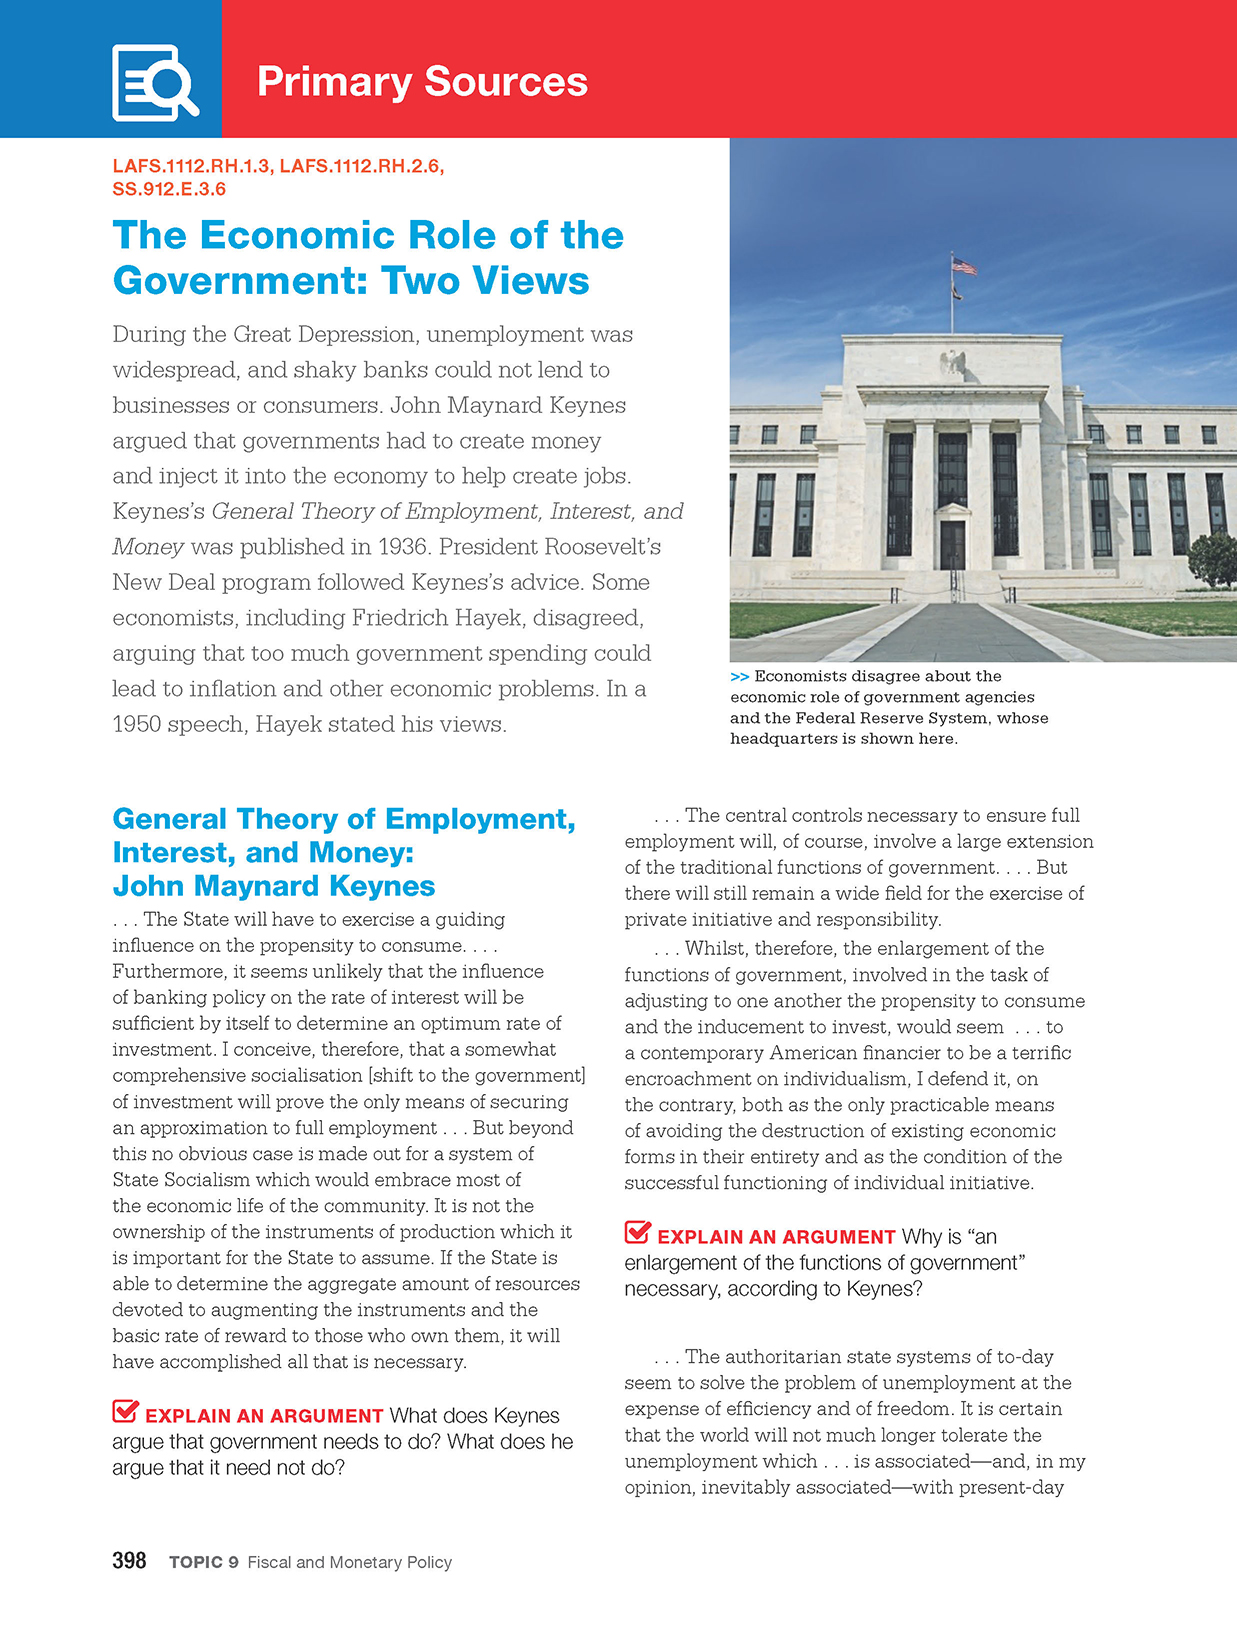 Primary Sources
LAFS.1112.RH.1.3, LAFS.1112.RH.2.6,
SS.912.E.3.6
The Economic Role of the
Government: Two Views
During the Great Depression, unemployment was
widespread, and shaky banks could not lend to
businesses or consumers. John Maynard Keynes
argued that governments had to create money
and inject it into the economy to help create jobs.
Keynes’s General Theory of Employment, Interest, and
Money was published in 1936. President Roosevelt’s
New Deal program followed Keynes’s advice. Some
economists, including Friedrich Hayek, disagreed,
arguing that too much government spending could
lead to inflation and other economic problems. In a
1950 speech, Hayek stated his views.
>> Economists disagree about the
economic role of government agencies
and the Federal Reserve System, whose
headquarters is shown here.
General Theory of Employment,
Interest, and Money:
John Maynard Keynes
. . . The State will have to exercise a guiding
influence on the propensity to consume. . . .
Furthermore, it seems unlikely that the influence
of banking policy on the rate of interest will be
sufficient by itself to determine an optimum rate of
investment. I conceive, therefore, that a somewhat
comprehensive socialisation [shift to the government]
of investment will prove the only means of securing
an approximation to full employment . . . But beyond
this no obvious case is made out for a system of
State Socialism which would embrace most of
the economic life of the community. It is not the
ownership of the instruments of production which it
is important for the State to assume. If the State is
able to determine the aggregate amount of resources
devoted to augmenting the instruments and the
basic rate of reward to those who own them, it will
have accomplished all that is necessary.
EXPLAIN AN ARGUMENT What does Keynes
argue that government needs to do? What does he
argue that it need not do?
. . . The central controls necessary to ensure full
employment will, of course, involve a large extension
of the traditional functions of government. . . . But
there will still remain a wide field for the exercise of
private initiative and responsibility.
. . . Whilst, therefore, the enlargement of the
functions of government, involved in the task of
adjusting to one another the propensity to consume
and the inducement to invest, would seem . . . to
a contemporary American financier to be a terrific
encroachment on individualism, I defend it, on
the contrary, both as the only practicable means
of avoiding the destruction of existing economic
forms in their entirety and as the condition of the
successful functioning of individual initiative.
EXPLAIN AN ARGUMENT Why is “an
enlargement of the functions of government”
necessary, according to Keynes?
. . . The authoritarian state systems of to-day
seem to solve the problem of unemployment at the
expense of efficiency and of freedom. It is certain
that the world will not much longer tolerate the
unemployment which . . . is associated—and, in my
opinion, inevitably associated—with present-day
398 TOPIC 9 Fiscal and Monetary Policy